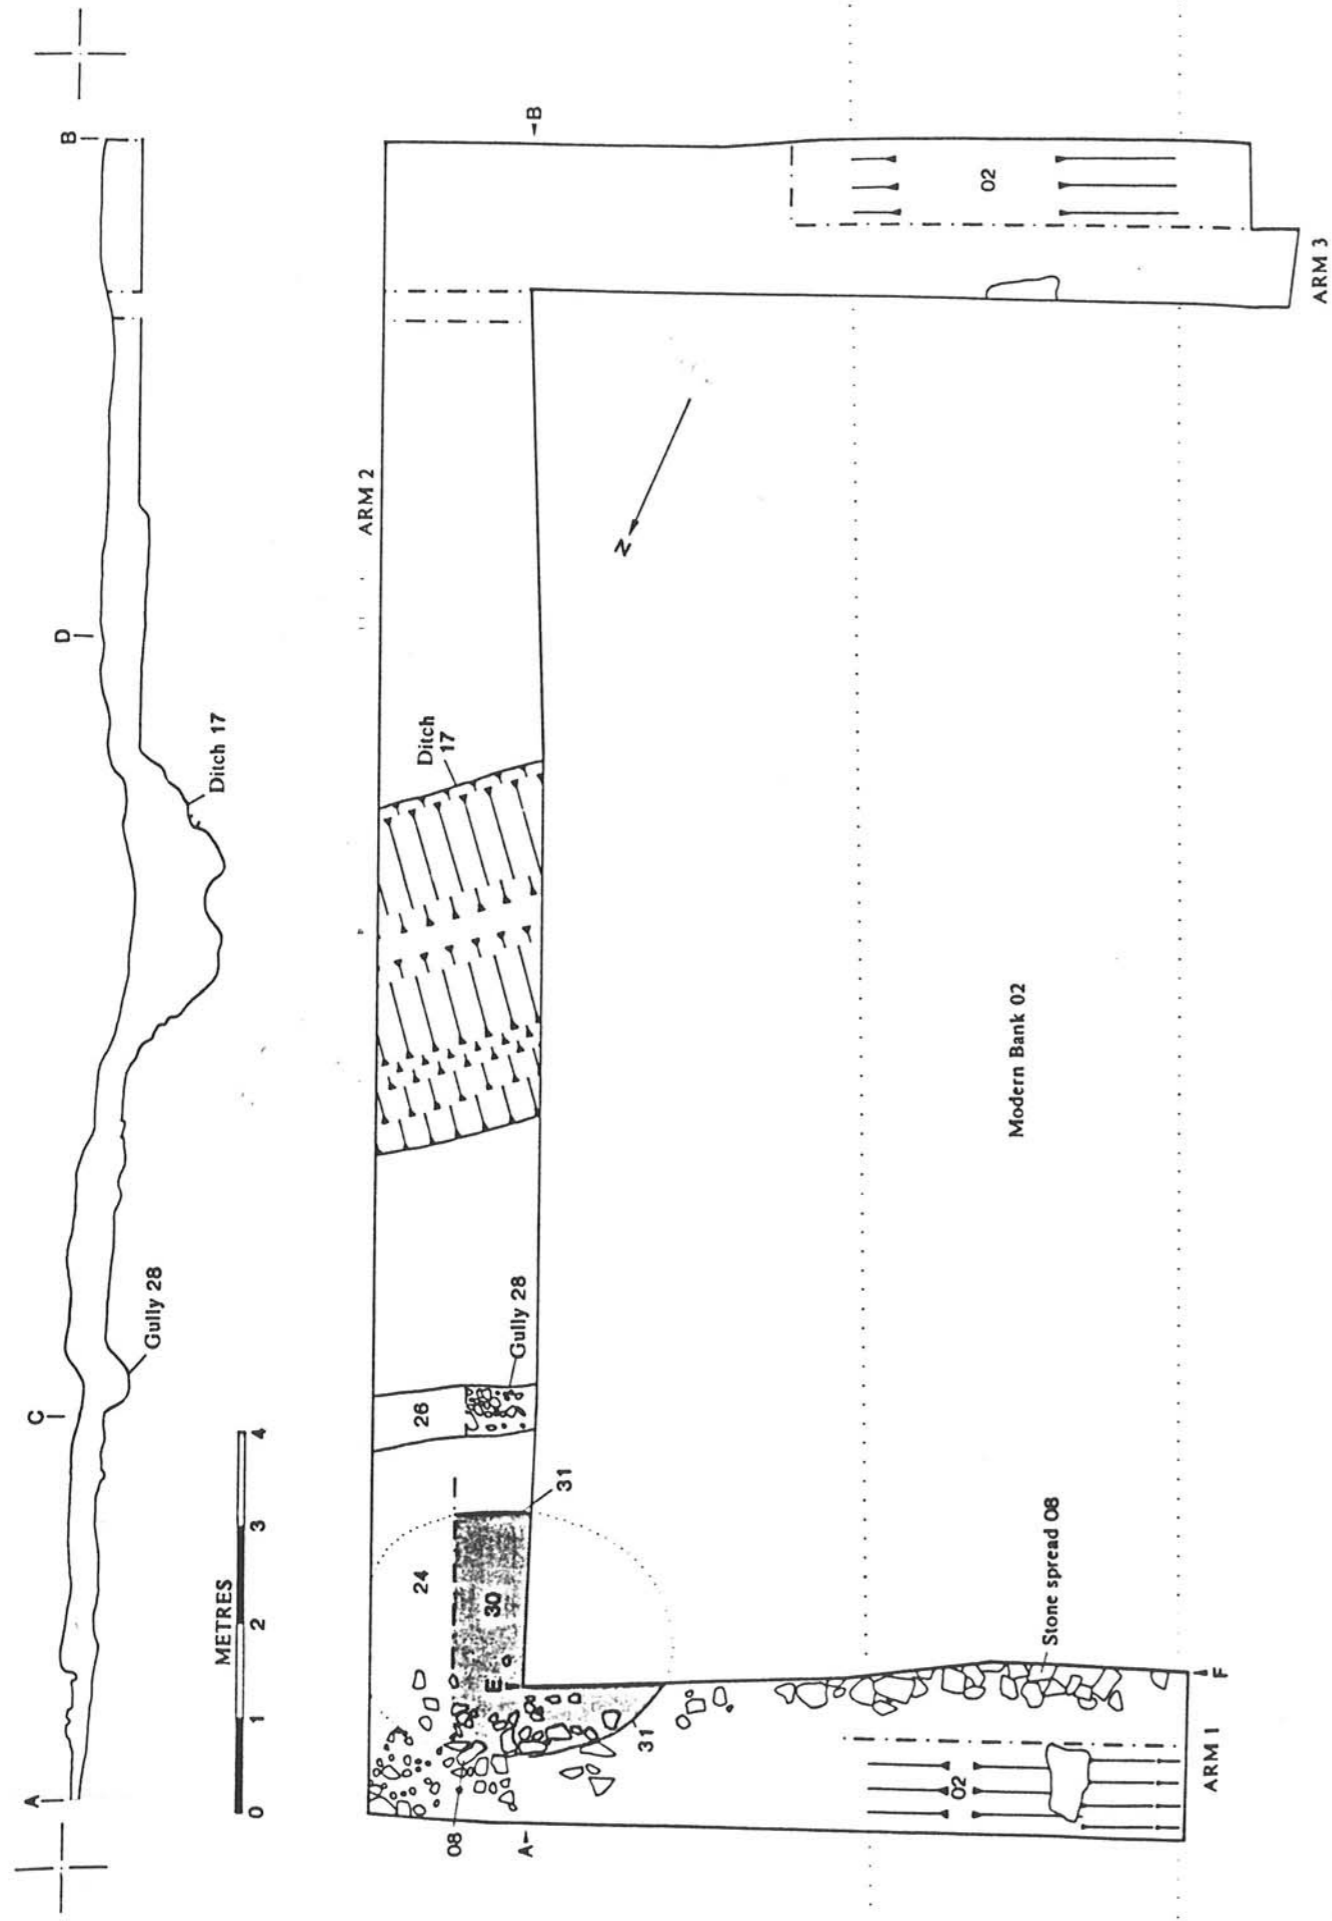 A
C
D
B
Gully 28
Ditch 17
METRES
0 1 2 3 4
ARM 2
Ditch
17
B
24
26
Gully 28
30
E
31
31
08
A
N
02
ARM 3
Modern Bank 02
Stone spread 08
02
F
ARM 1